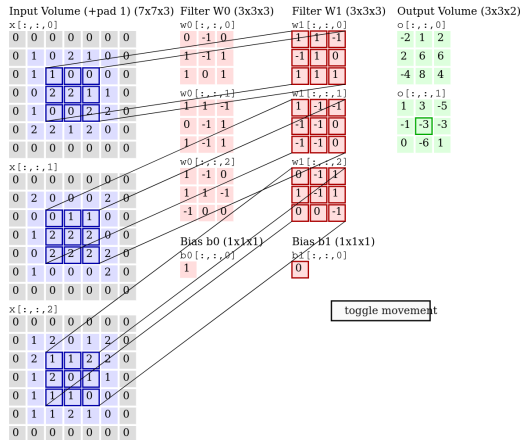 Input Volume (+pad 1) (7x7x3)
x[:,:,0]
0 0 0 0 0 0 0
0 1 0 2 1 0 0
0 1 1 0 0 0 0
0 0 2 2 1 1 0
0 1 0 0 2 2 0
0 2 2 1 2 0 0
0 0 0 0 0 0 0
x[:,:,1]
0 0 0 0 0 0 0
0 2 0 0 0 2 0
0 0 0 1 1 0 0
0 1 2 2 2 0 0
0 0 2 2 2 2 0
0 1 0 0 0 2 0
0 0 0 0 0 0 0
x[:,:,2]
0 0 0 0 0 0 0
0 1 2 0 1 2 0
0 2 1 1 2 2 0
0 1 2 0 1 1 0
0 1 1 1 0 0 0
0 1 1 2 1 0 0
0 0 0 0 0 0 0
Filter W0 (3x3x3)
w0[:,:,0]
0 -1 0
1 -1 1
1 0 1
w0[:,:,1]
1 1 -1
0 -1 1
1 -1 1
w0[:,:,2]
1 -1 0
1 1 -1
-1 0 0
Bias b0 (1x1x1)
b0[:,:,0]
1
Filter W1 (3x3x3)
w1[:,:,0]
1 1 -1
-1 1 0
1 1 1
w1[:,:,1]
1 -1 -1
-1 -1 0
-1 -1 0
w1[:,:,2]
0 -1 1
1 -1 1
0 0 -1
Bias b1 (1x1x1)
b1[:,:,0]
0
Output Volume (3x3x2)
o[:,:,0]
-2 1 2
2 6 6
-4 8 4
o[:,:,1]
1 3 -5
-1 -3 -3
0 -6 1
toggle movement